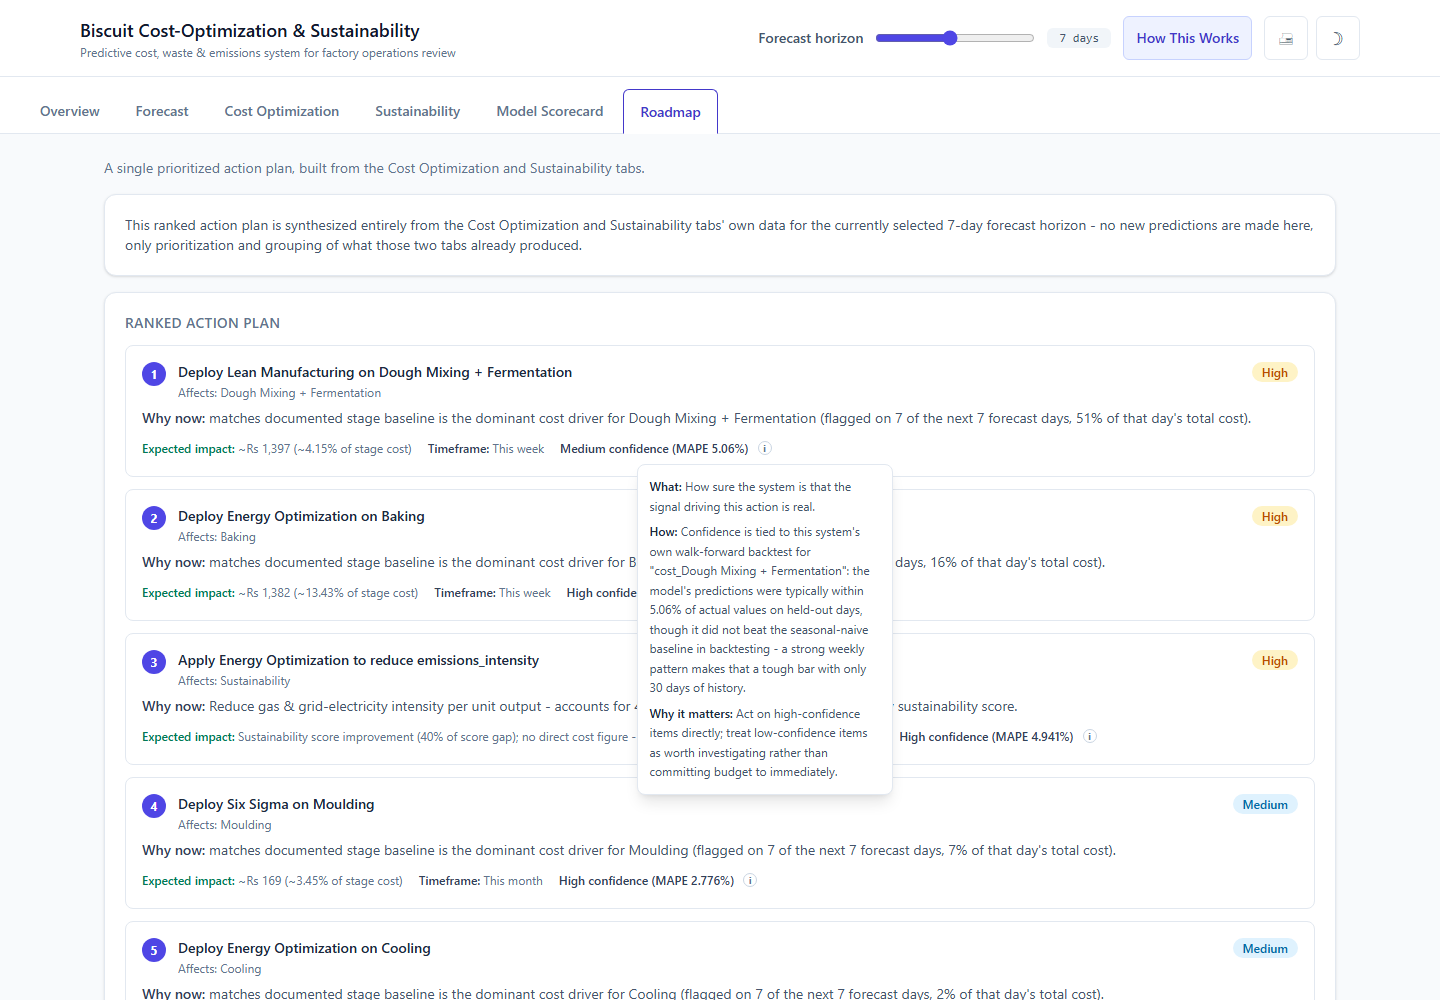 Biscuit Cost-Optimization & Sustainability
Predictive cost, waste & emissions system for factory operations review
Forecast horizon
7 days
How This Works
Overview
Forecast
Cost Optimization
Sustainability
Model Scorecard
Roadmap
A single prioritized action plan, built from the Cost Optimization and Sustainability tabs.
This ranked action plan is synthesized entirely from the Cost Optimization and Sustainability tabs' own data for the currently selected 7-day forecast horizon - no new predictions are made here,
only prioritization and grouping of what those two tabs already produced.
RANKED ACTION PLAN
1
Deploy Lean Manufacturing on Dough Mixing + Fermentation
High
Affects: Dough Mixing + Fermentation
Why now: matches documented stage baseline is the dominant cost driver for Dough Mixing + Fermentation (flagged on 7 of the next 7 forecast days, 51% of that day's total cost).
Expected impact: ~Rs 1,397 (~4.15% of stage cost)
Timeframe: This week
Medium confidence (MAPE 5.06%)
i
What: How sure the system is that the
signal driving this action is real.
How: Confidence is tied to this system's
own walk-forward backtest for
"cost_Dough Mixing + Fermentation": the
model's predictions were typically within
5.06% of actual values on held-out days,
though it did not beat the seasonal-naive
baseline in backtesting - a strong weekly
pattern makes that a tough bar with only
30 days of history.
Why it matters: Act on high-confidence
items directly; treat low-confidence items
as worth investigating rather than
committing budget to immediately.
2
Deploy Energy Optimization on Baking
High
Affects: Baking
Why now: matches documented stage baseline is the dominant cost driver for B
days, 16% of that day's total cost).
Expected impact: ~Rs 1,382 (~13.43% of stage cost)
Timeframe: This week
High confide
3
Apply Energy Optimization to reduce emissions_intensity
High
Affects: Sustainability
Why now: Reduce gas & grid-electricity intensity per unit output - accounts for
sustainability score.
Expected impact: Sustainability score improvement (40% of score gap); no direct cost figure -
High confidence (MAPE 4.941%)
i
4
Deploy Six Sigma on Moulding
Medium
Affects: Moulding
Why now: matches documented stage baseline is the dominant cost driver for Moulding (flagged on 7 of the next 7 forecast days, 7% of that day's total cost).
Expected impact: ~Rs 169 (~3.45% of stage cost)
Timeframe: This month
High confidence (MAPE 2.776%)
i
5
Deploy Energy Optimization on Cooling
Medium
Affects: Cooling
Why now: matches documented stage baseline is the dominant cost driver for Cooling (flagged on 7 of the next 7 forecast days, 2% of that day's total cost).